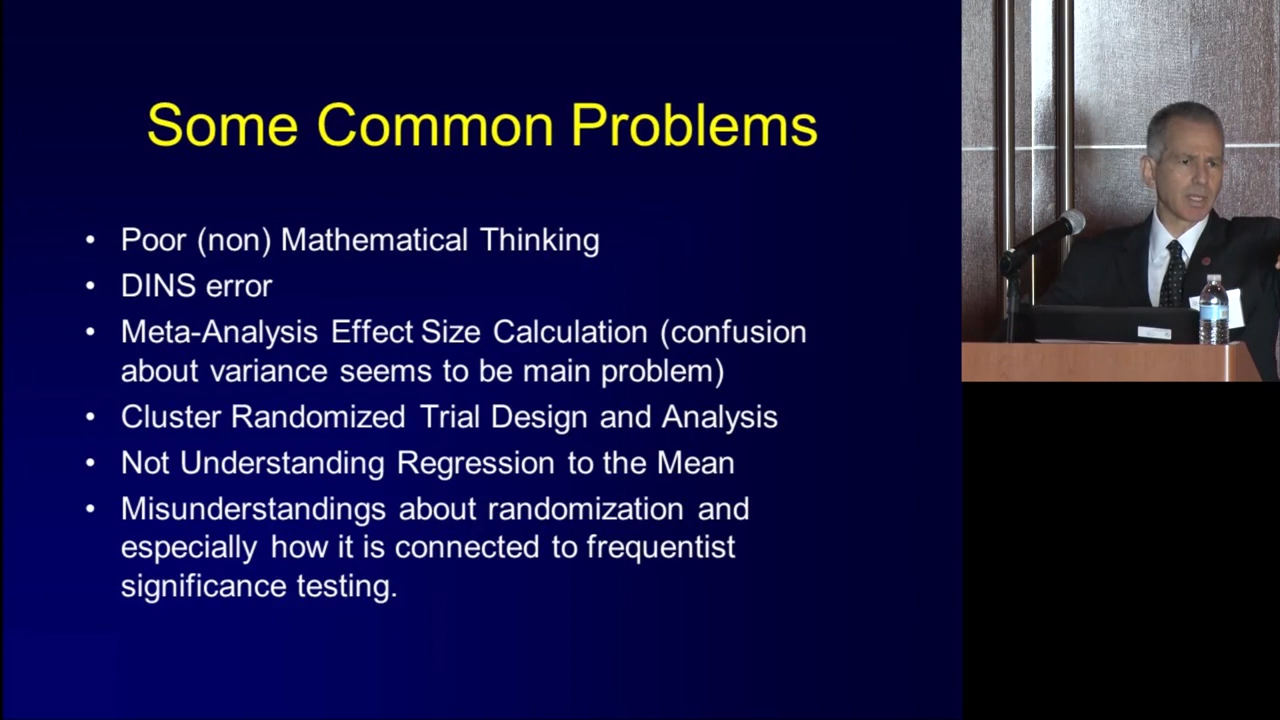 Some Common Problems
• Poor (non) Mathematical Thinking
• DINS error
• Meta-Analysis Effect Size Calculation (confusion
about variance seems to be main problem)
• Cluster Randomized Trial Design and Analysis
• Not Understanding Regression to the Mean
• Misunderstandings about randomization and
especially how it is connected to frequentist
significance testing.